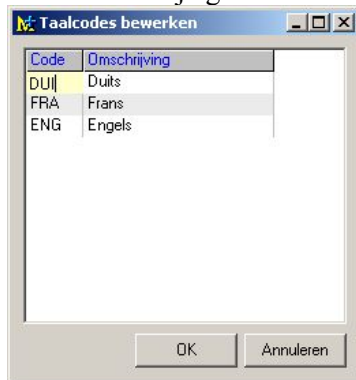 Taalcodes bewerken
Code Omschrijving
DUI Duits
FRA Frans
ENG Engels
OK Annuleren